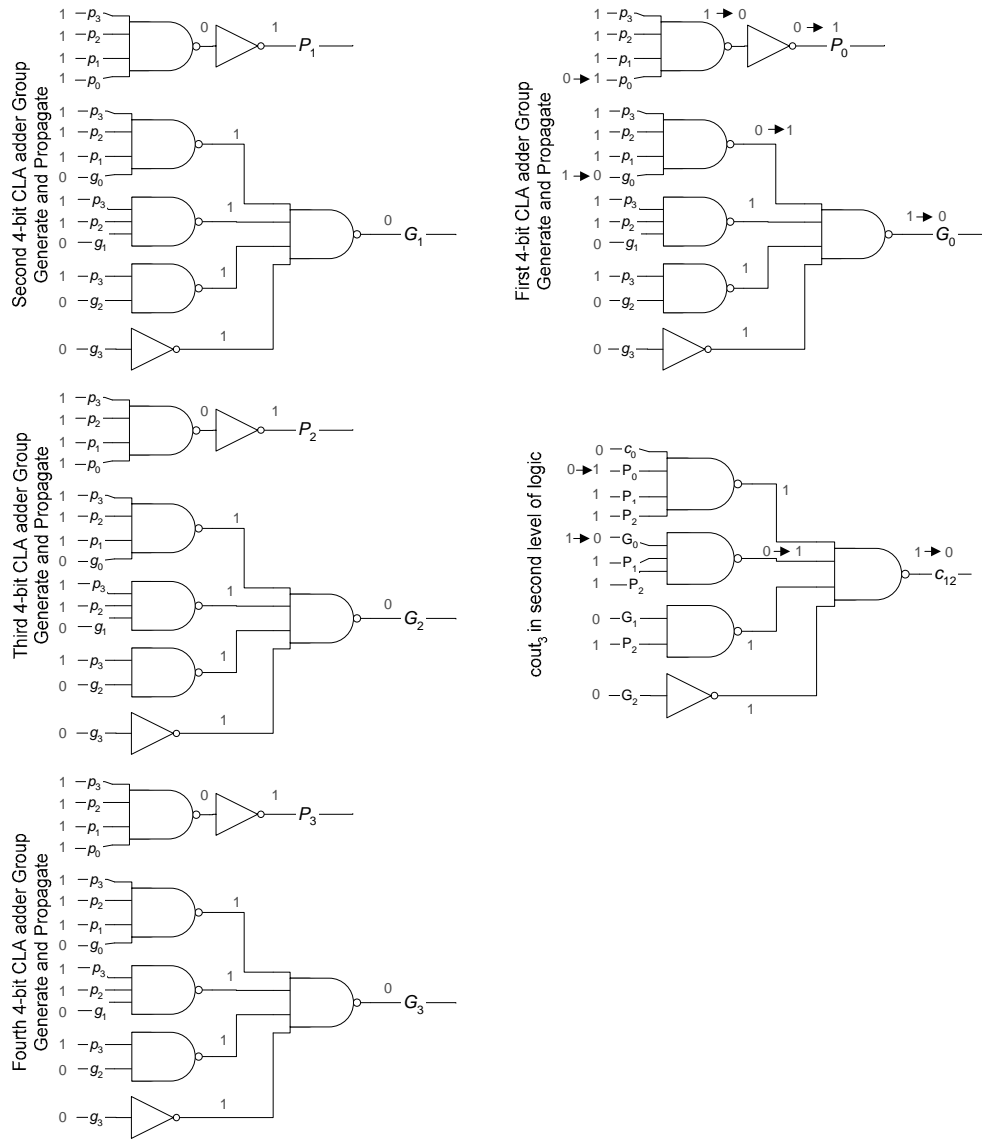 Second 4-bit CLA adder Group
Generate and Propagate
1 p3
1 p2
1 p1
1 p0
0
1
P1
1 p3
1 p2
1 p1
0 g0
1
1 p3
1 p2
0 g1
1
1 p3
0 g2
1
0 g3
1
0
G1
First 4-bit CLA adder Group
Generate and Propagate
1 p3
1 p2
1 p1
0 → 1 p0
1 → 0
0 → 1
P0
1 p3
1 p2
1 p1
1 → 0 g0
0 → 1
1 p3
1 p2
0 g1
1
1 p3
0 g2
1
0 g3
1
1 → 0
G0
Third 4-bit CLA adder Group
Generate and Propagate
1 p3
1 p2
1 p1
1 p0
0
1
P2
1 p3
1 p2
1 p1
0 g0
1
1 p3
1 p2
0 g1
1
1 p3
0 g2
1
0 g3
1
0
G2
cout3 in second level of logic
0 c0
0 → 1 P0
1 P1
1 P2
1
1 → 0 G0
1 P1
1 P2
0 → 1
0 G1
1 P2
1
0 G2
1
1 → 0
c12
Fourth 4-bit CLA adder Group
Generate and Propagate
1 p3
1 p2
1 p1
1 p0
0
1
P3
1 p3
1 p2
1 p1
0 g0
1
1 p3
1 p2
0 g1
1
1 p3
0 g2
1
0 g3
1
0
G3